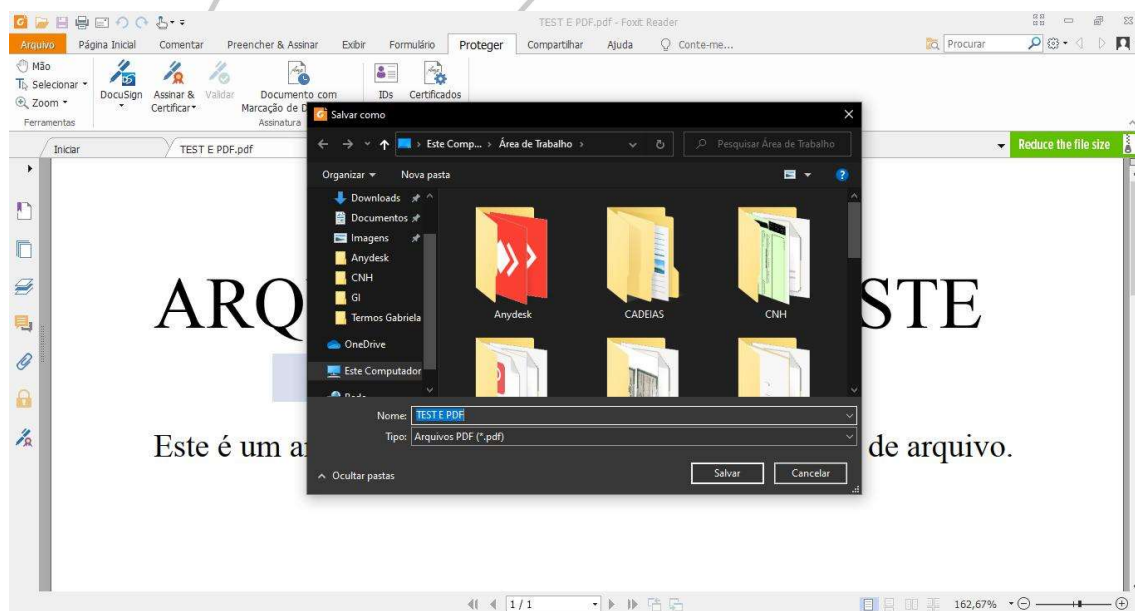 TEST E PDF.pdf - Foxit Reader
Arquivo Página Inicial Comentar Preencher & Assinar Exibir Formulário Proteger Compartilhar Ajuda Conte-me... Procurar
Mão
Selecionar
Zoom
Ferramentas
DocuSign
Assinar &
Certificar
Validar
Documento com
Marcação de D
Assinatura
IDs
Certificados
Iniciar TEST E PDF.pdf Reduce the file size
Salvar como
Este Comp... Área de Trabalho Pesquisar Área de Trabalho
Organizar Nova pasta
Downloads
Documentos
Imagens
Anydesk
CNH
GI
Termos Gabriela
OneDrive
Este Computador
Anydesk CADEIAS CNH
Nome: TEST E PDF
Tipo: Arquivos PDF (*.pdf)
Ocultar pastas Salvar Cancelar
ARQ STE
Este é um a de arquivo.
1 / 1 162,67%